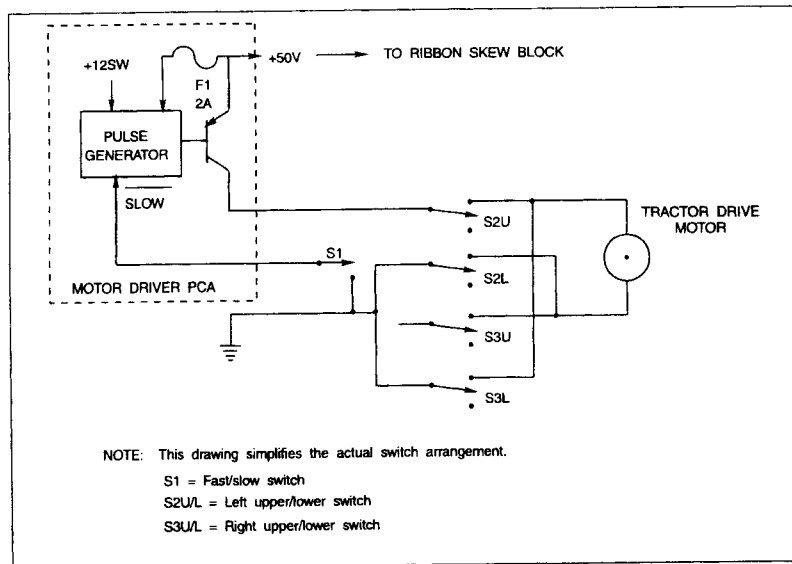 +12SW
F1
2A
+50V
TO RIBBON SKEW BLOCK
PULSE
GENERATOR
SLOW
MOTOR DRIVER PCA
S1
S2U
S2L
S3U
S3L
TRACTOR DRIVE
MOTOR
NOTE: This drawing simplifies the actual switch arrangement.
S1 = Fast/slow switch
S2U/L = Left upper/lower switch
S3U/L = Right upper/lower switch